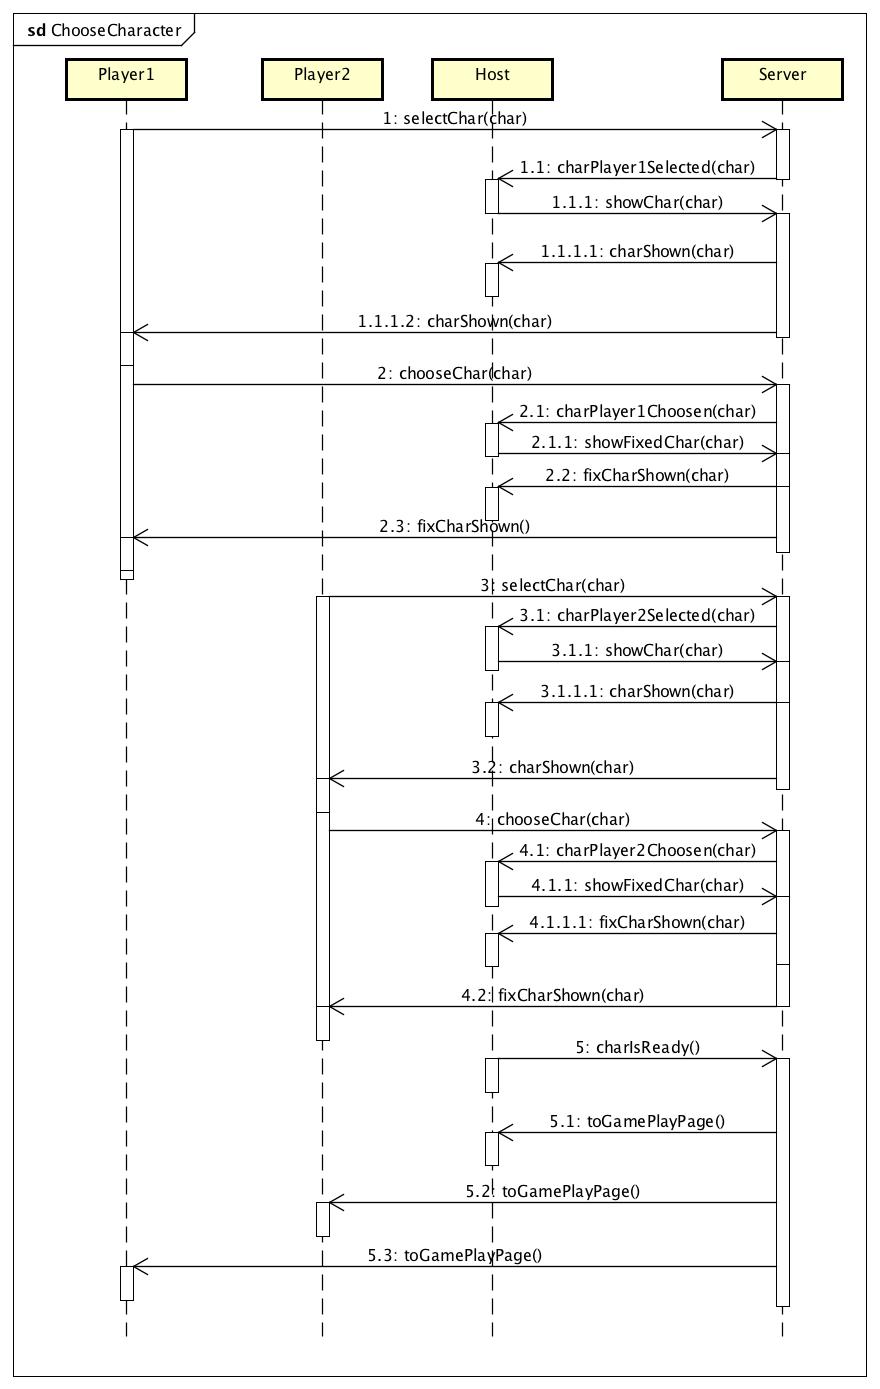 sd ChooseCharacter
Player1
Player2
Host
Server
1: selectChar(char)
1.1: charPlayer1Selected(char)
1.1.1: showChar(char)
1.1.1.1: charShown(char)
1.1.1.2: charShown(char)
2: chooseChar(char)
2.1: charPlayer1Choosen(char)
2.1.1: showFixedChar(char)
2.2: fixCharShown(char)
2.3: fixCharShown()
3: selectChar(char)
3.1: charPlayer2Selected(char)
3.1.1: showChar(char)
3.1.1.1: charShown(char)
3.2: charShown(char)
4: chooseChar(char)
4.1: charPlayer2Choosen(char)
4.1.1: showFixedChar(char)
4.1.1.1: fixCharShown(char)
4.2: fixCharShown(char)
5: charIsReady()
5.1: toGamePlayPage()
5.2: toGamePlayPage()
5.3: toGamePlayPage()